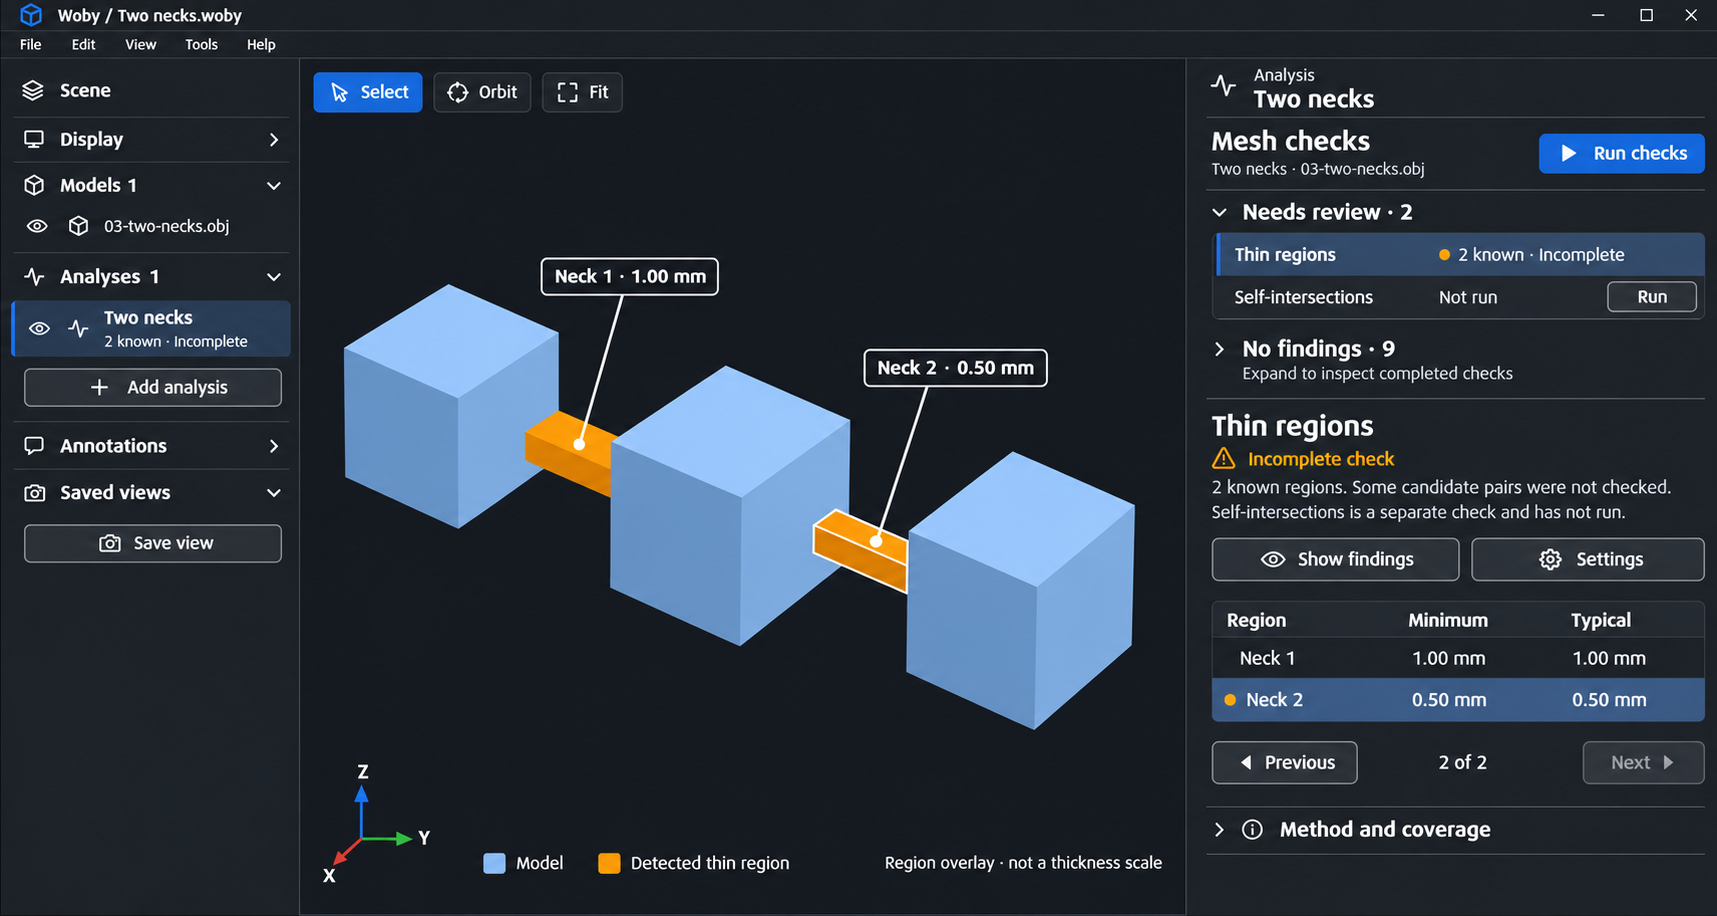 Woby / Two necks.woby
File Edit View Tools Help
Scene
Display
Models 1
03-two-necks.obj
Analyses 1
Two necks
2 known · Incomplete
Add analysis
Annotations
Saved views
Save view
Select Orbit Fit
Neck 1 · 1.00 mm
Neck 2 · 0.50 mm
Z
Y
X
Model Detected thin region Region overlay · not a thickness scale
Analysis
Two necks
Mesh checks
Two necks · 03-two-necks.obj
Run checks
Needs review · 2
Thin regions 2 known · Incomplete
Self-intersections Not run Run
No findings · 9
Expand to inspect completed checks
Thin regions
Incomplete check
2 known regions. Some candidate pairs were not checked.
Self-intersections is a separate check and has not run.
Show findings Settings
Region Minimum Typical
Neck 1 1.00 mm 1.00 mm
Neck 2 0.50 mm 0.50 mm
Previous 2 of 2 Next
Method and coverage